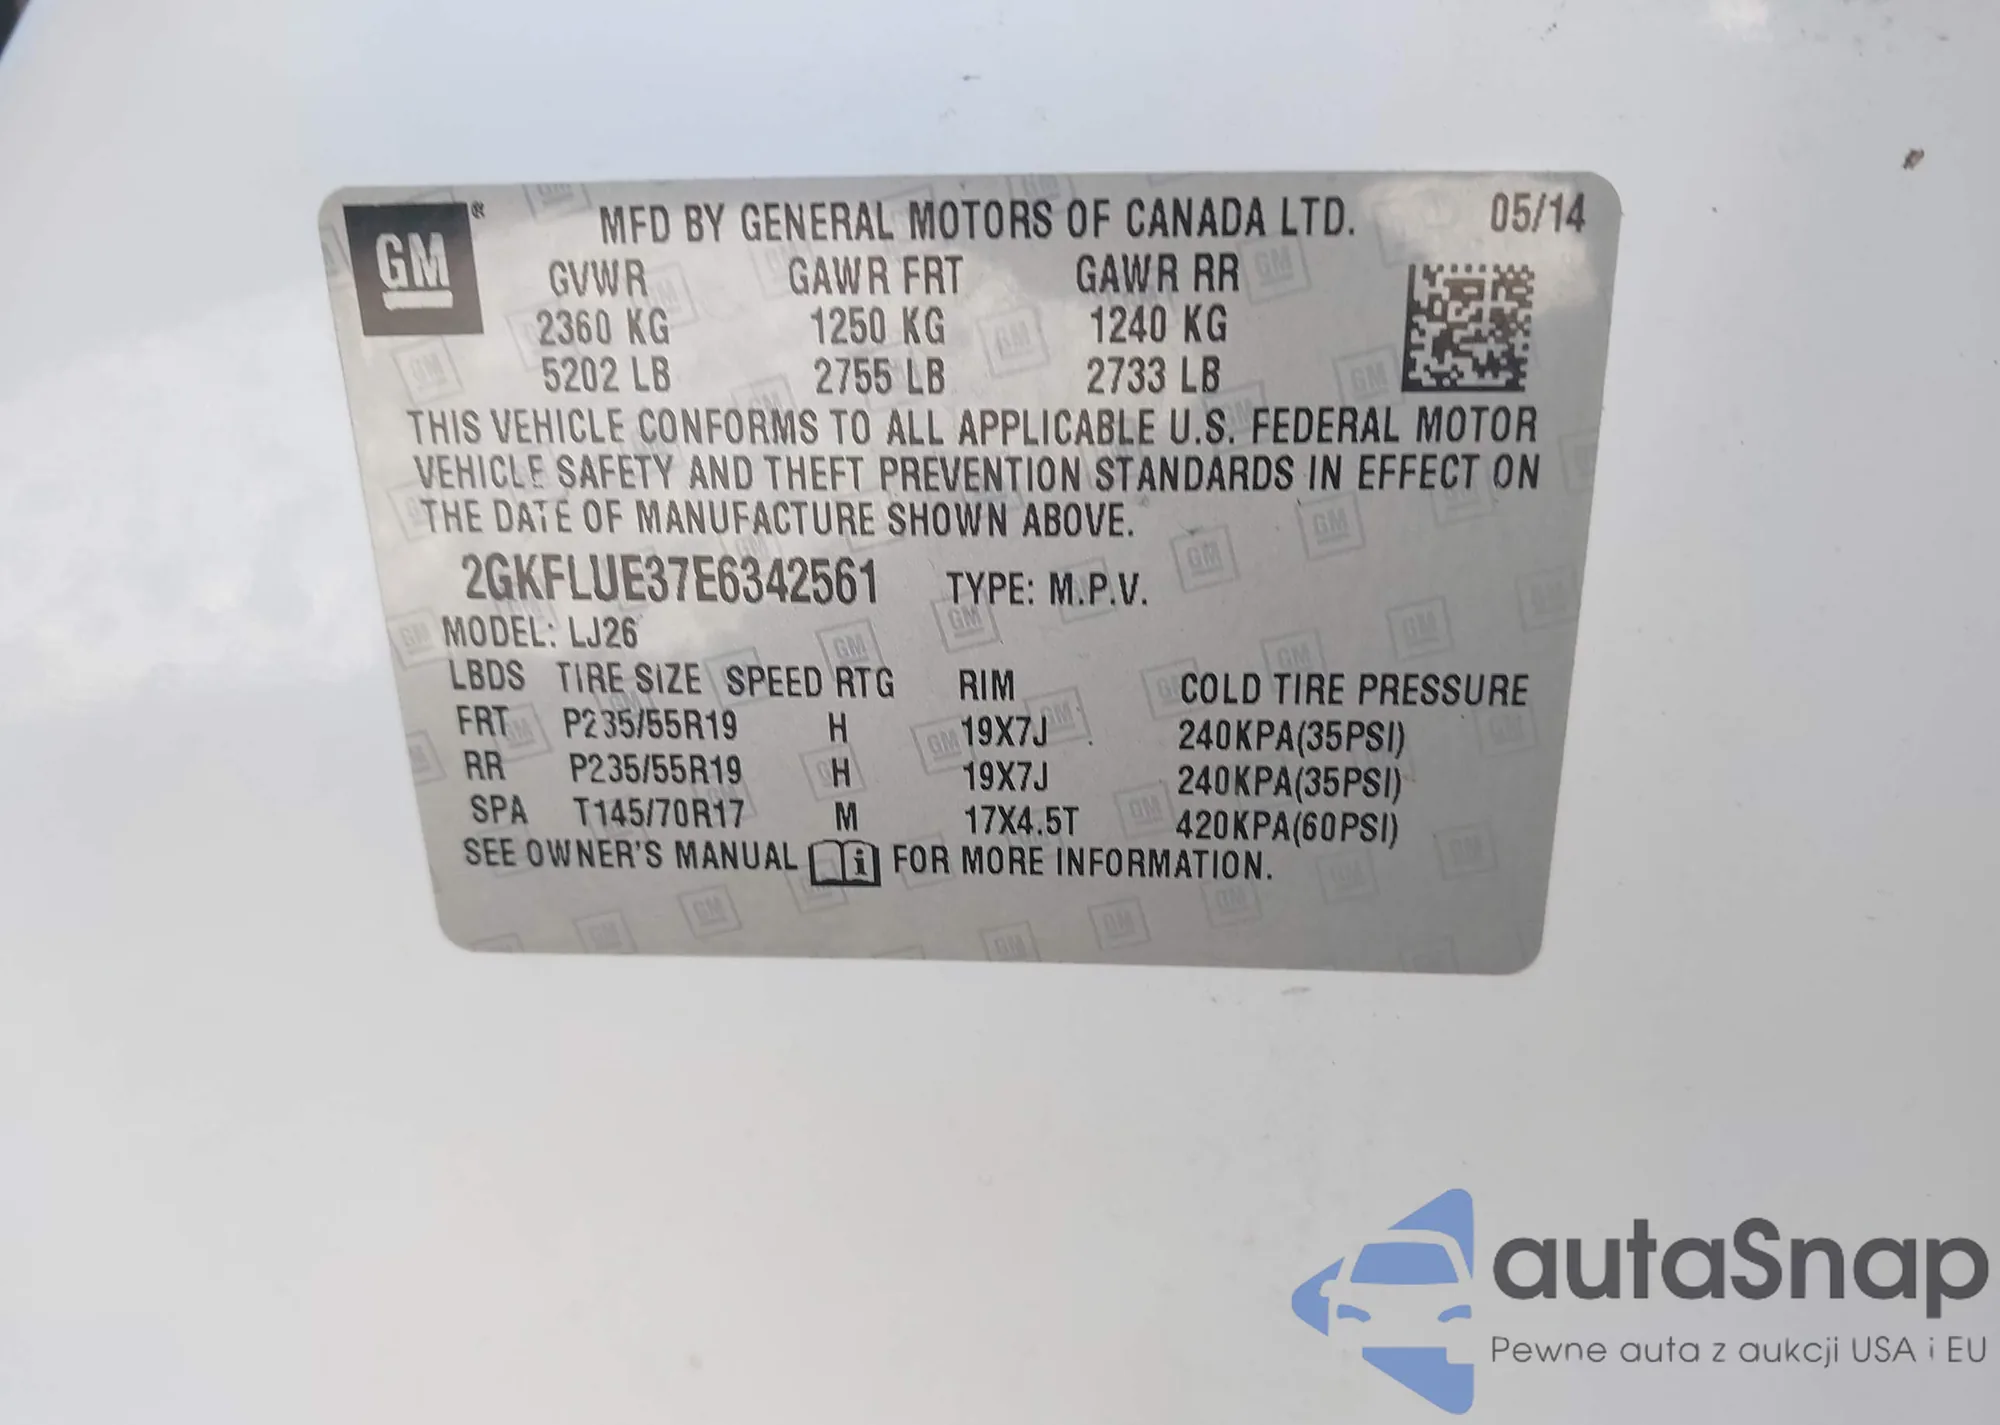 GM ® MFD BY GENERAL MOTORS OF CANADA LTD. 05/14
GVWR GAWR FRT GAWR RR
2360 KG 1250 KG 1240 KG
5202 LB 2755 LB 2733 LB
THIS VEHICLE CONFORMS TO ALL APPLICABLE U.S. FEDERAL MOTOR
VEHICLE SAFETY AND THEFT PREVENTION STANDARDS IN EFFECT ON
THE DATE OF MANUFACTURE SHOWN ABOVE.
2GKFLUE37E6342561 TYPE: M.P.V.
MODEL: LJ26
LBDS TIRE SIZE SPEED RTG RIM COLD TIRE PRESSURE
FRT P235/55R19 H 19X7J 240KPA(35PSI)
RR P235/55R19 H 19X7J 240KPA(35PSI)
SPA T145/70R17 M 17X4.5T 420KPA(60PSI)
SEE OWNER'S MANUAL i FOR MORE INFORMATION.
autaSnap
Pewne auta z aukcji USA i EU